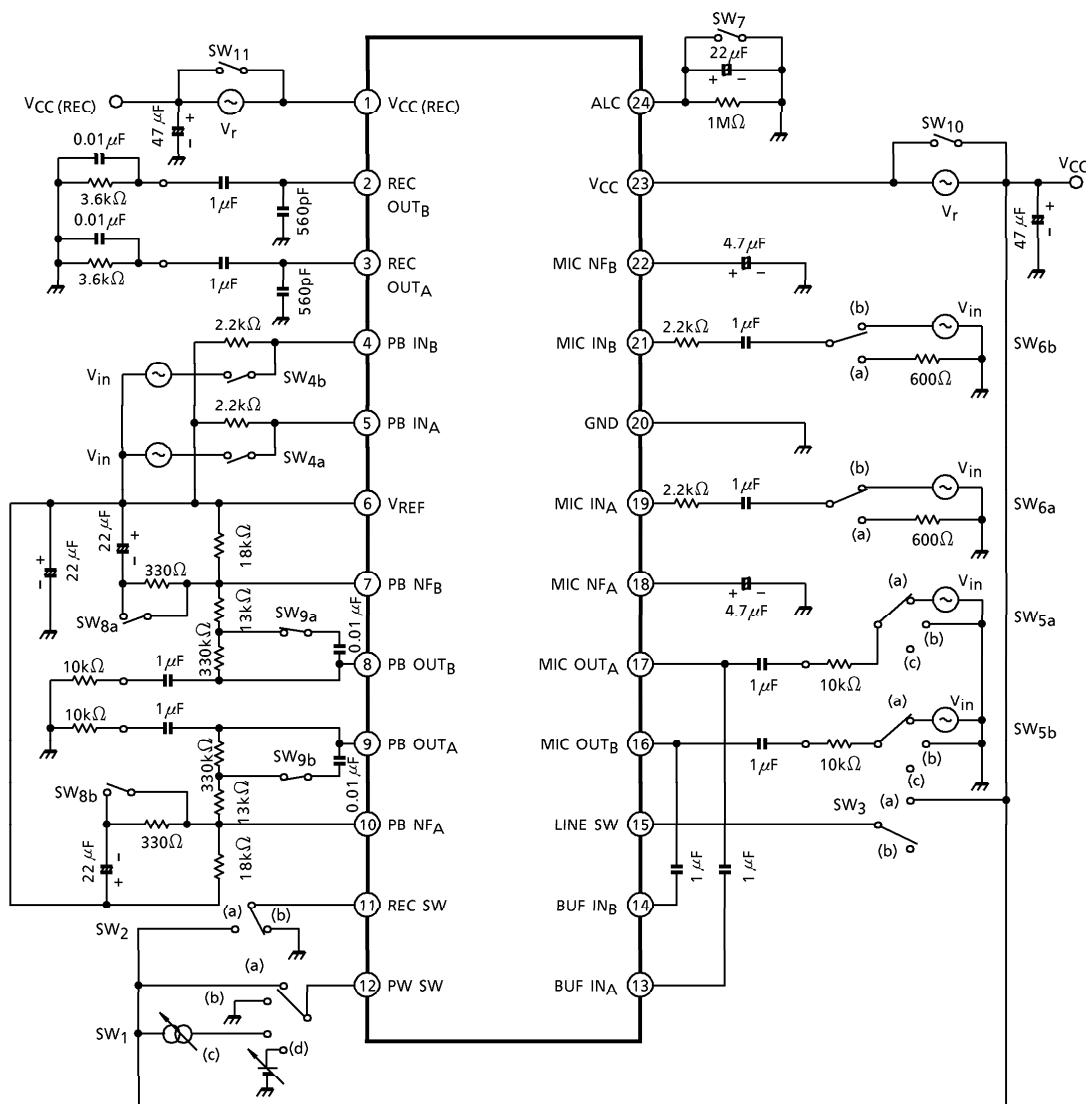 SW7
22 μF
+ −
1MΩ
ALC 24
SW11
VCC (REC)
Vr
47 μF
+
−
1 VCC (REC)
0.01 μF
3.6kΩ
1 μF
560pF
2 REC
OUTB
0.01 μF
3.6kΩ
1 μF
560pF
3 REC
OUTA
2.2kΩ
4 PB INB
Vin
SW4b
2.2kΩ
5 PB INA
Vin
SW4a
6 VREF
+
−
22 μF
22 μF
+
−
18kΩ
330Ω
7 PB NFB
SW8a
13kΩ
SW9a
0.01 μF
330kΩ
8 PB OUTB
10kΩ
1 μF
10kΩ
1 μF
9 PB OUTA
330kΩ
SW9b
0.01 μF
SW8b
13kΩ
330Ω
10 PB NFA
22 μF
−
+
18kΩ
11 REC SW
SW2
(a)
(b)
12 PW SW
(a)
(b)
SW1
(c)
(d)
SW10
VCC
VCC 23
Vr
47 μF
+
−
MIC NFB 22
4.7 μF
+ −
MIC INB 21
2.2kΩ
1 μF
(b)
Vin
(a)
600Ω
SW6b
GND 20
MIC INA 19
2.2kΩ
1 μF
(b)
Vin
(a)
600Ω
SW6a
MIC NFA 18
+ −
4.7 μF
(a)
Vin
SW5a
(b)
(c)
MIC OUTA 17
1 μF
10kΩ
(a)
Vin
SW5b
(b)
(c)
MIC OUTB 16
1 μF
10kΩ
SW3
(a)
LINE SW 15
(b)
1 μF
1 μF
BUF INB 14
BUF INA 13